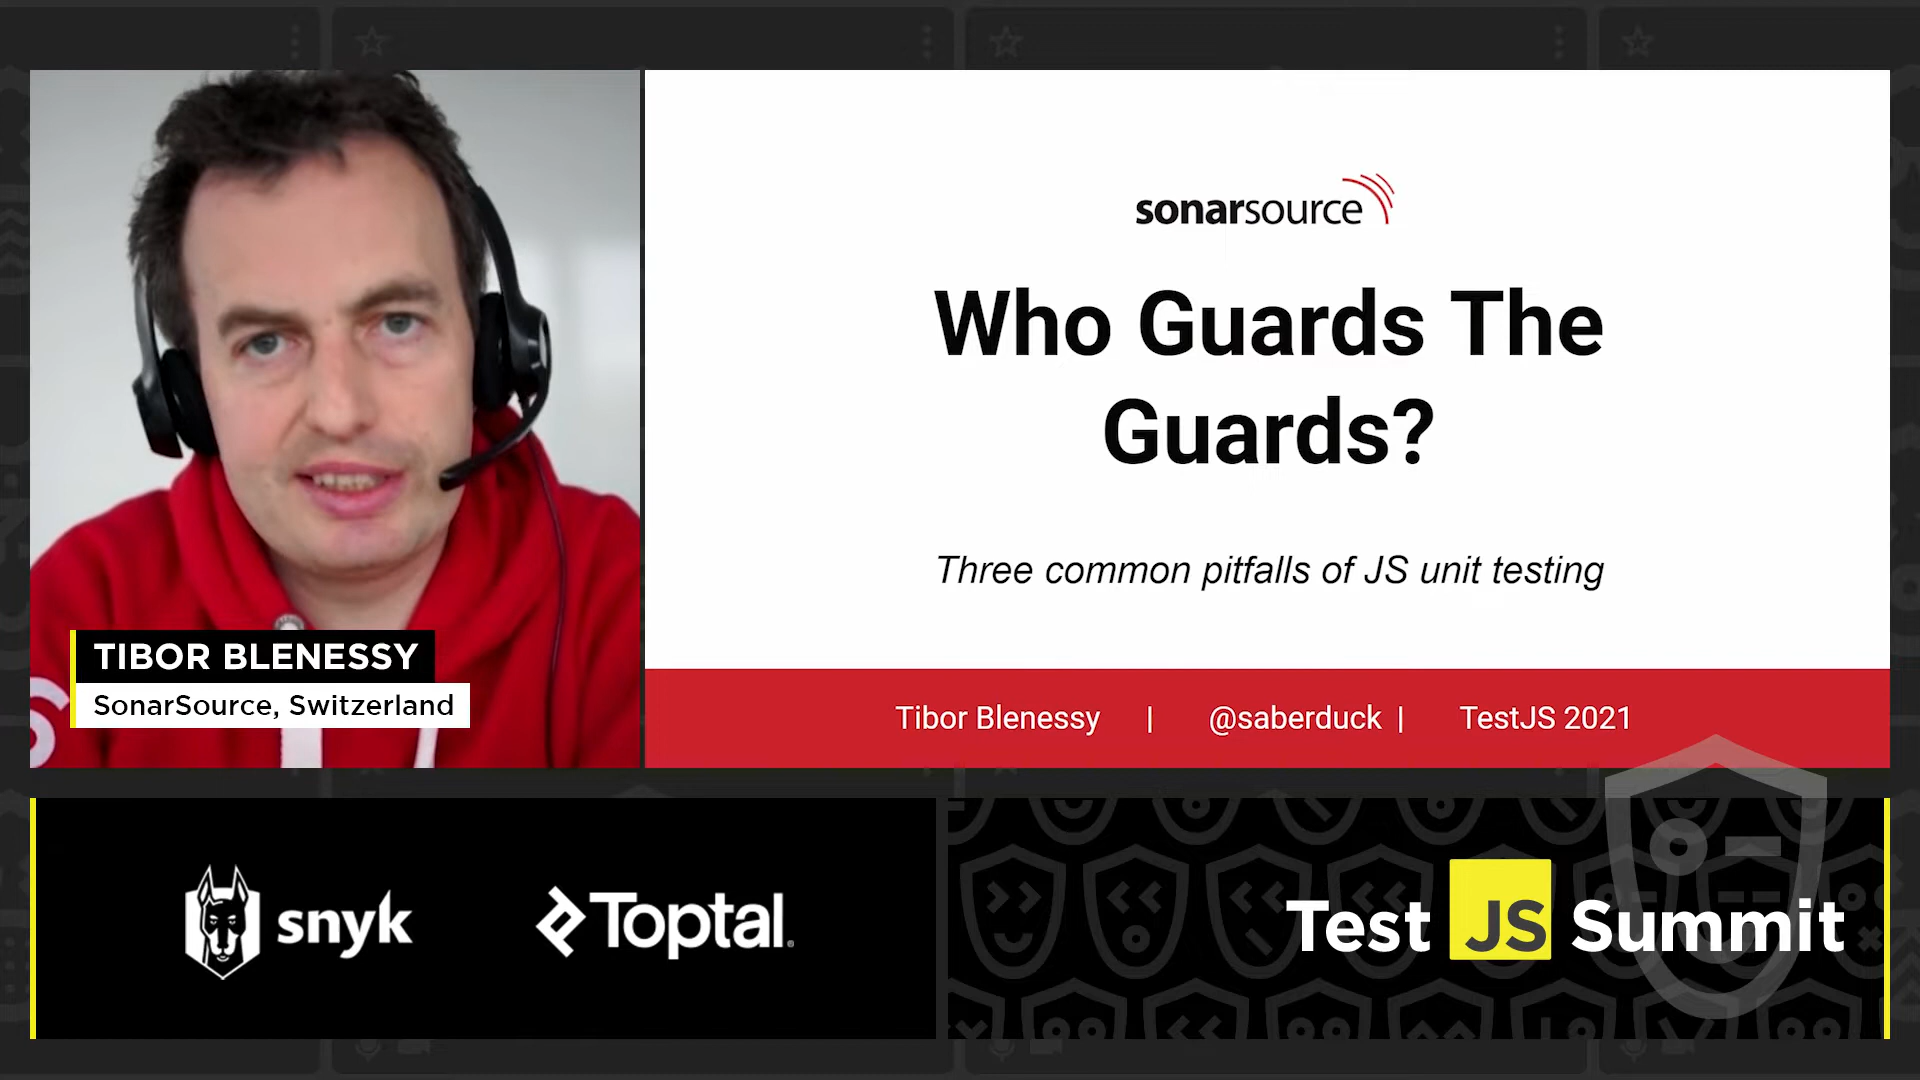 sonarsource
Who Guards The
Guards?
Three common pitfalls of JS unit testing
Tibor Blenessy | @saberduck | TestJS 2021
TIBOR BLENESSY
SonarSource, Switzerland
snyk
Toptal
Test JS Summit